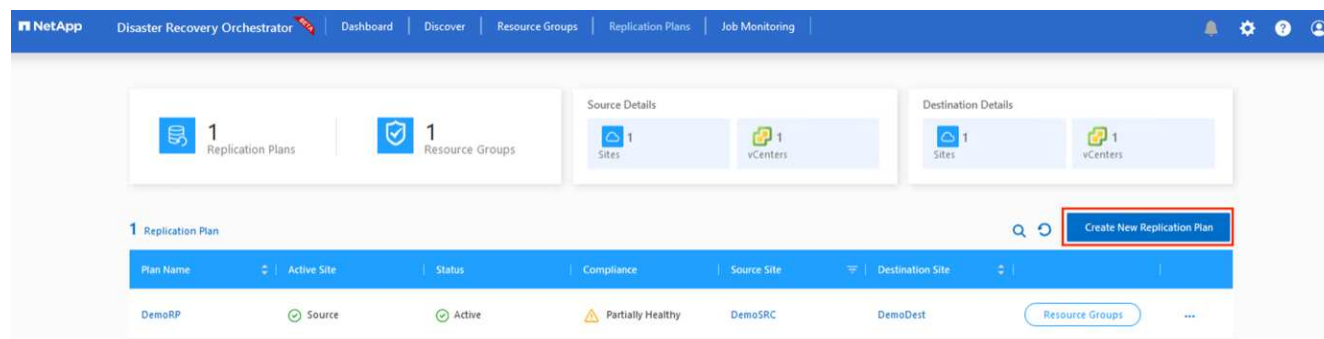 NetApp Disaster Recovery Orchestrator BETA Dashboard Discover Resource Groups Replication Plans Job Monitoring ?
Source Details Destination Details
1 Replication Plans 1 Resource Groups 1 Sites 1 vCenters 1 Sites 1 vCenters
1 Replication Plan Create New Replication Plan
Plan Name Active Site Status Compliance Source Site Destination Site
DemoRP Source Active Partially Healthy DemoSRC DemoDest Resource Groups ...